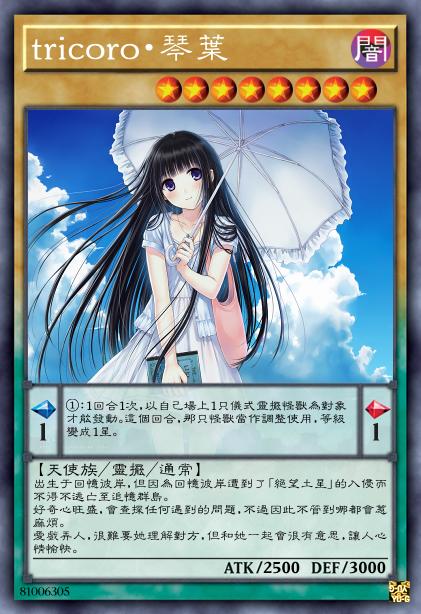 tricoro・琴葉
闇
①:1回合1次,以自己場上1只儀式靈擺怪獸為對象
才能發動。這個回合,那只怪獸當作調整使用,等級
變成1星。
1
1
【天使族/靈擺/通常】
出生于回憶彼岸,但因為回憶彼岸遭到了「絕望土星」的入侵而
不得不逃亡至追憶群島。
好奇心旺盛,會查探任何遇到的問題,不過因此不管到哪都會惹
麻煩。
愛戲弄人,很難要她理解對方,但和她一起會很有意思,讓人心
情愉快。
ATK/2500 DEF/3000
81006305